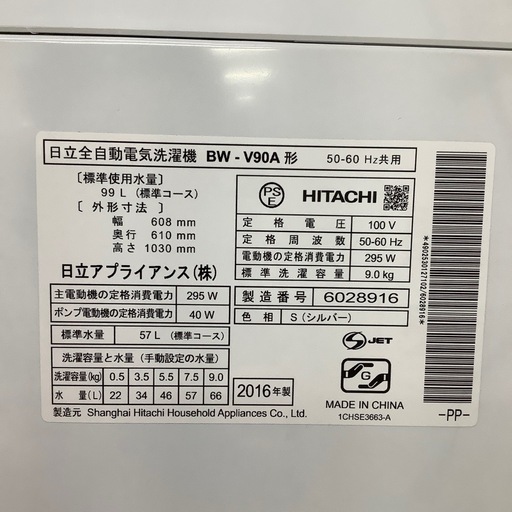 日立全自動電気洗濯機 BW - V90A 形 50-60 Hz共用
〔標準使用水量〕
99 L (標準コース)
〔 外 形 寸 法 〕
幅 608 mm
奥行 610 mm
高さ 1030 mm
日立アプライアンス(株)
PS E HITACHI
定格電圧 100 V
定格周波数 50-60 Hz
電動機の定格消費電力 295 W
標準洗濯容量 9.0 kg
主電動機の定格消費電力 295 W
ポンプ電動機の定格消費電力 40 W
製造番号 6028916
色相 S (シルバー)
標準水量 57 L (標準コース)
S JET
洗濯容量と水量 (手動設定の水量)
洗濯容量(kg) 0.5 3.5 5.5 7.5 9.0
水 量(L) 22 34 46 57 66
2016年製
G
MADE IN CHINA
1CHSE3663-A
製造元 Shanghai Hitachi Household Appliances Co., Ltd.
-PP-
*4902530127102/6028916*